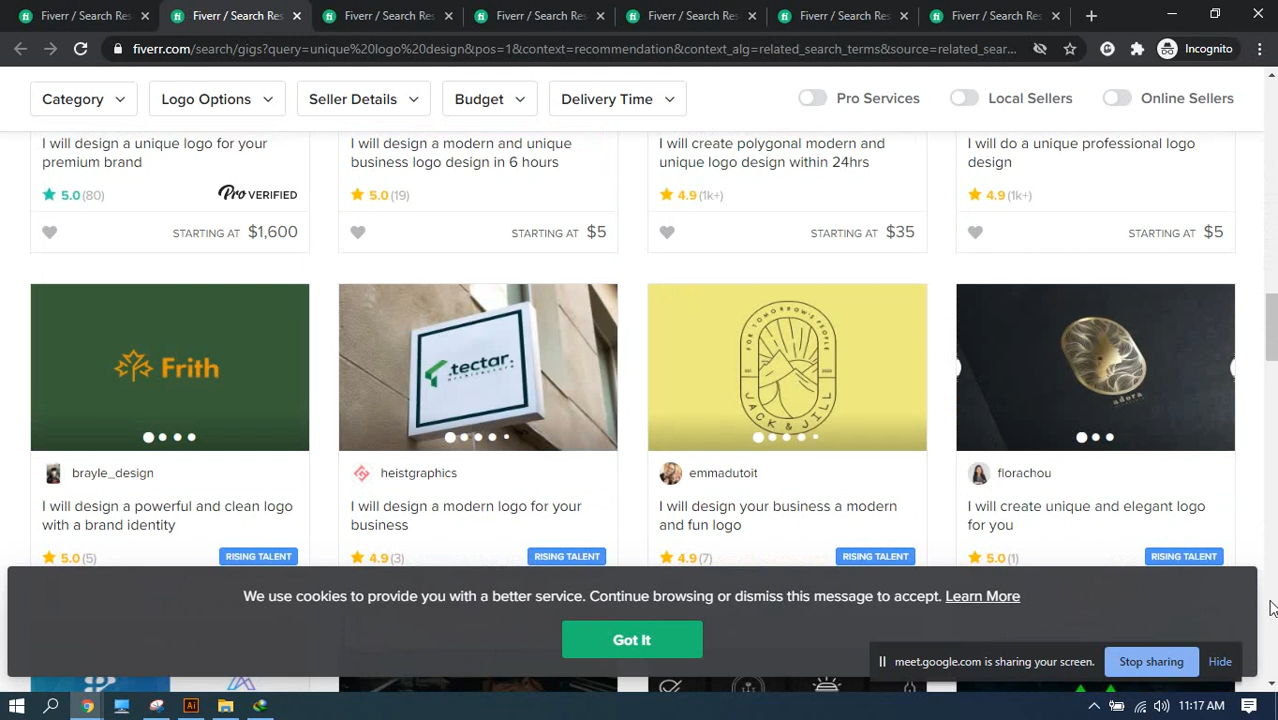 Fiverr / Search Res
Fiverr / Search Res
Fiverr / Search Res
Fiverr / Search Res
Fiverr / Search Res
Fiverr / Search Res
Fiverr / Search Res
fiverr.com/search/gigs?query=unique%20logo%20design&pos=1&context=recommendation&context_alg=related_search_terms&source=related_sear...
Incognito
Category
Logo Options
Seller Details
Budget
Delivery Time
Pro Services
Local Sellers
Online Sellers
I will design a unique logo for your
premium brand
5.0 (80)
Pro VERIFIED
STARTING AT $1,600
I will design a modern and unique
business logo design in 6 hours
5.0 (19)
STARTING AT $5
I will create polygonal modern and
unique logo design within 24hrs
4.9 (1k+)
STARTING AT $35
I will do a unique professional logo
design
4.9 (1k+)
STARTING AT $5
Frith
brayle_design
I will design a powerful and clean logo
with a brand identity
5.0 (5)
RISING TALENT
.tectar.
architecture
heistgraphics
I will design a modern logo for your
business
4.9 (3)
RISING TALENT
FOR TOMORROW'S PEOPLE
JACK & JILL
emmadutoit
I will design your business a modern
and fun logo
4.9 (7)
RISING TALENT
adora
florachou
I will create unique and elegant logo
for you
5.0 (1)
RISING TALENT
We use cookies to provide you with a better service. Continue browsing or dismiss this message to accept. Learn More
Got It
meet.google.com is sharing your screen.
Stop sharing
Hide
11:17 AM